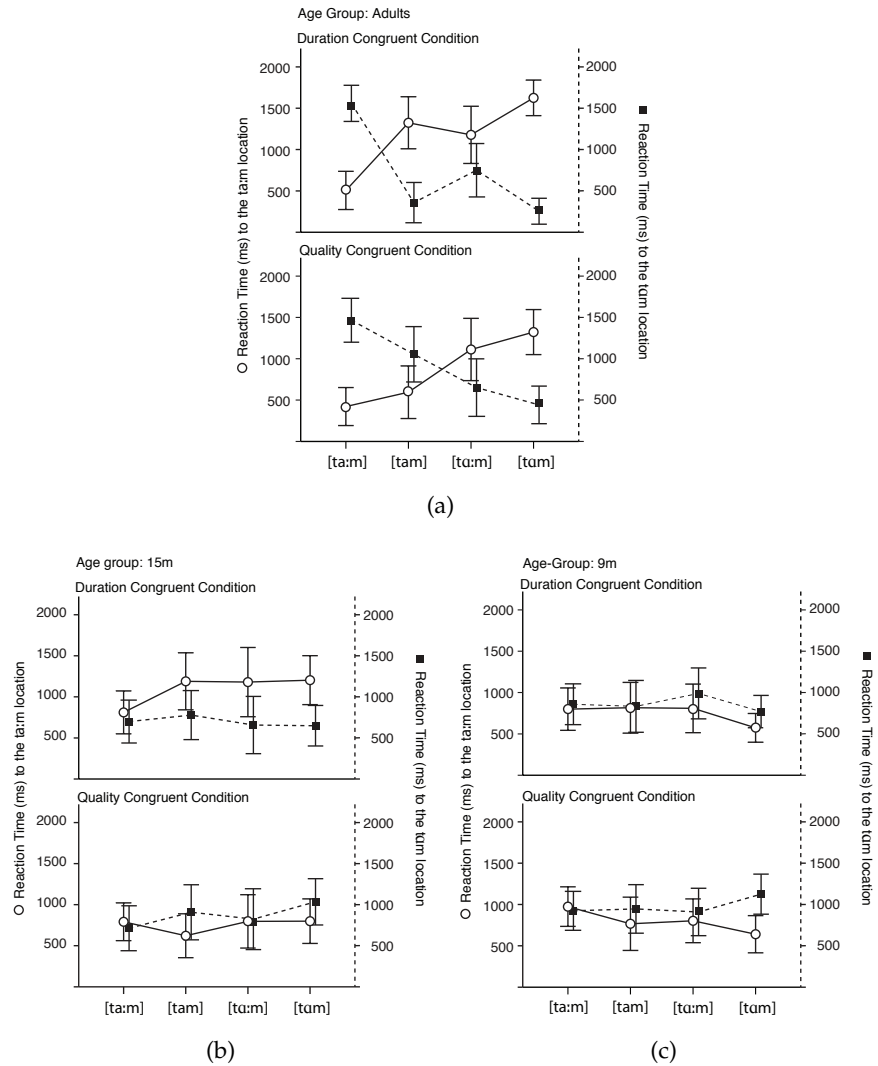 Age Group: Adults
Duration Congruent Condition
2000
1500
1000
500
2000
1500
1000
500
Quality Congruent Condition
2000
1500
1000
500
2000
1500
1000
500
[ta:m] [tam] [tɑ:m] [tɑm]
Reaction Time (ms) to the ta:m location
Reaction Time (ms) to the tɑm location
(a)
Age group: 15m
Duration Congruent Condition
2000
1500
1000
500
2000
1500
1000
500
Quality Congruent Condition
2000
1500
1000
500
2000
1500
1000
500
[ta:m] [tam] [tɑ:m] [tɑm]
Reaction Time (ms) to the ta:m location
Reaction Time (ms) to the tɑm location
(b)
Age-Group: 9m
Duration Congruent Condition
2000
1500
1000
500
2000
1500
1000
500
Quality Congruent Condition
2000
1500
1000
500
2000
1500
1000
500
[ta:m] [tam] [tɑ:m] [tɑm]
Reaction Time (ms) to the ta:m location
Reaction Time (ms) to the tɑm location
(c)